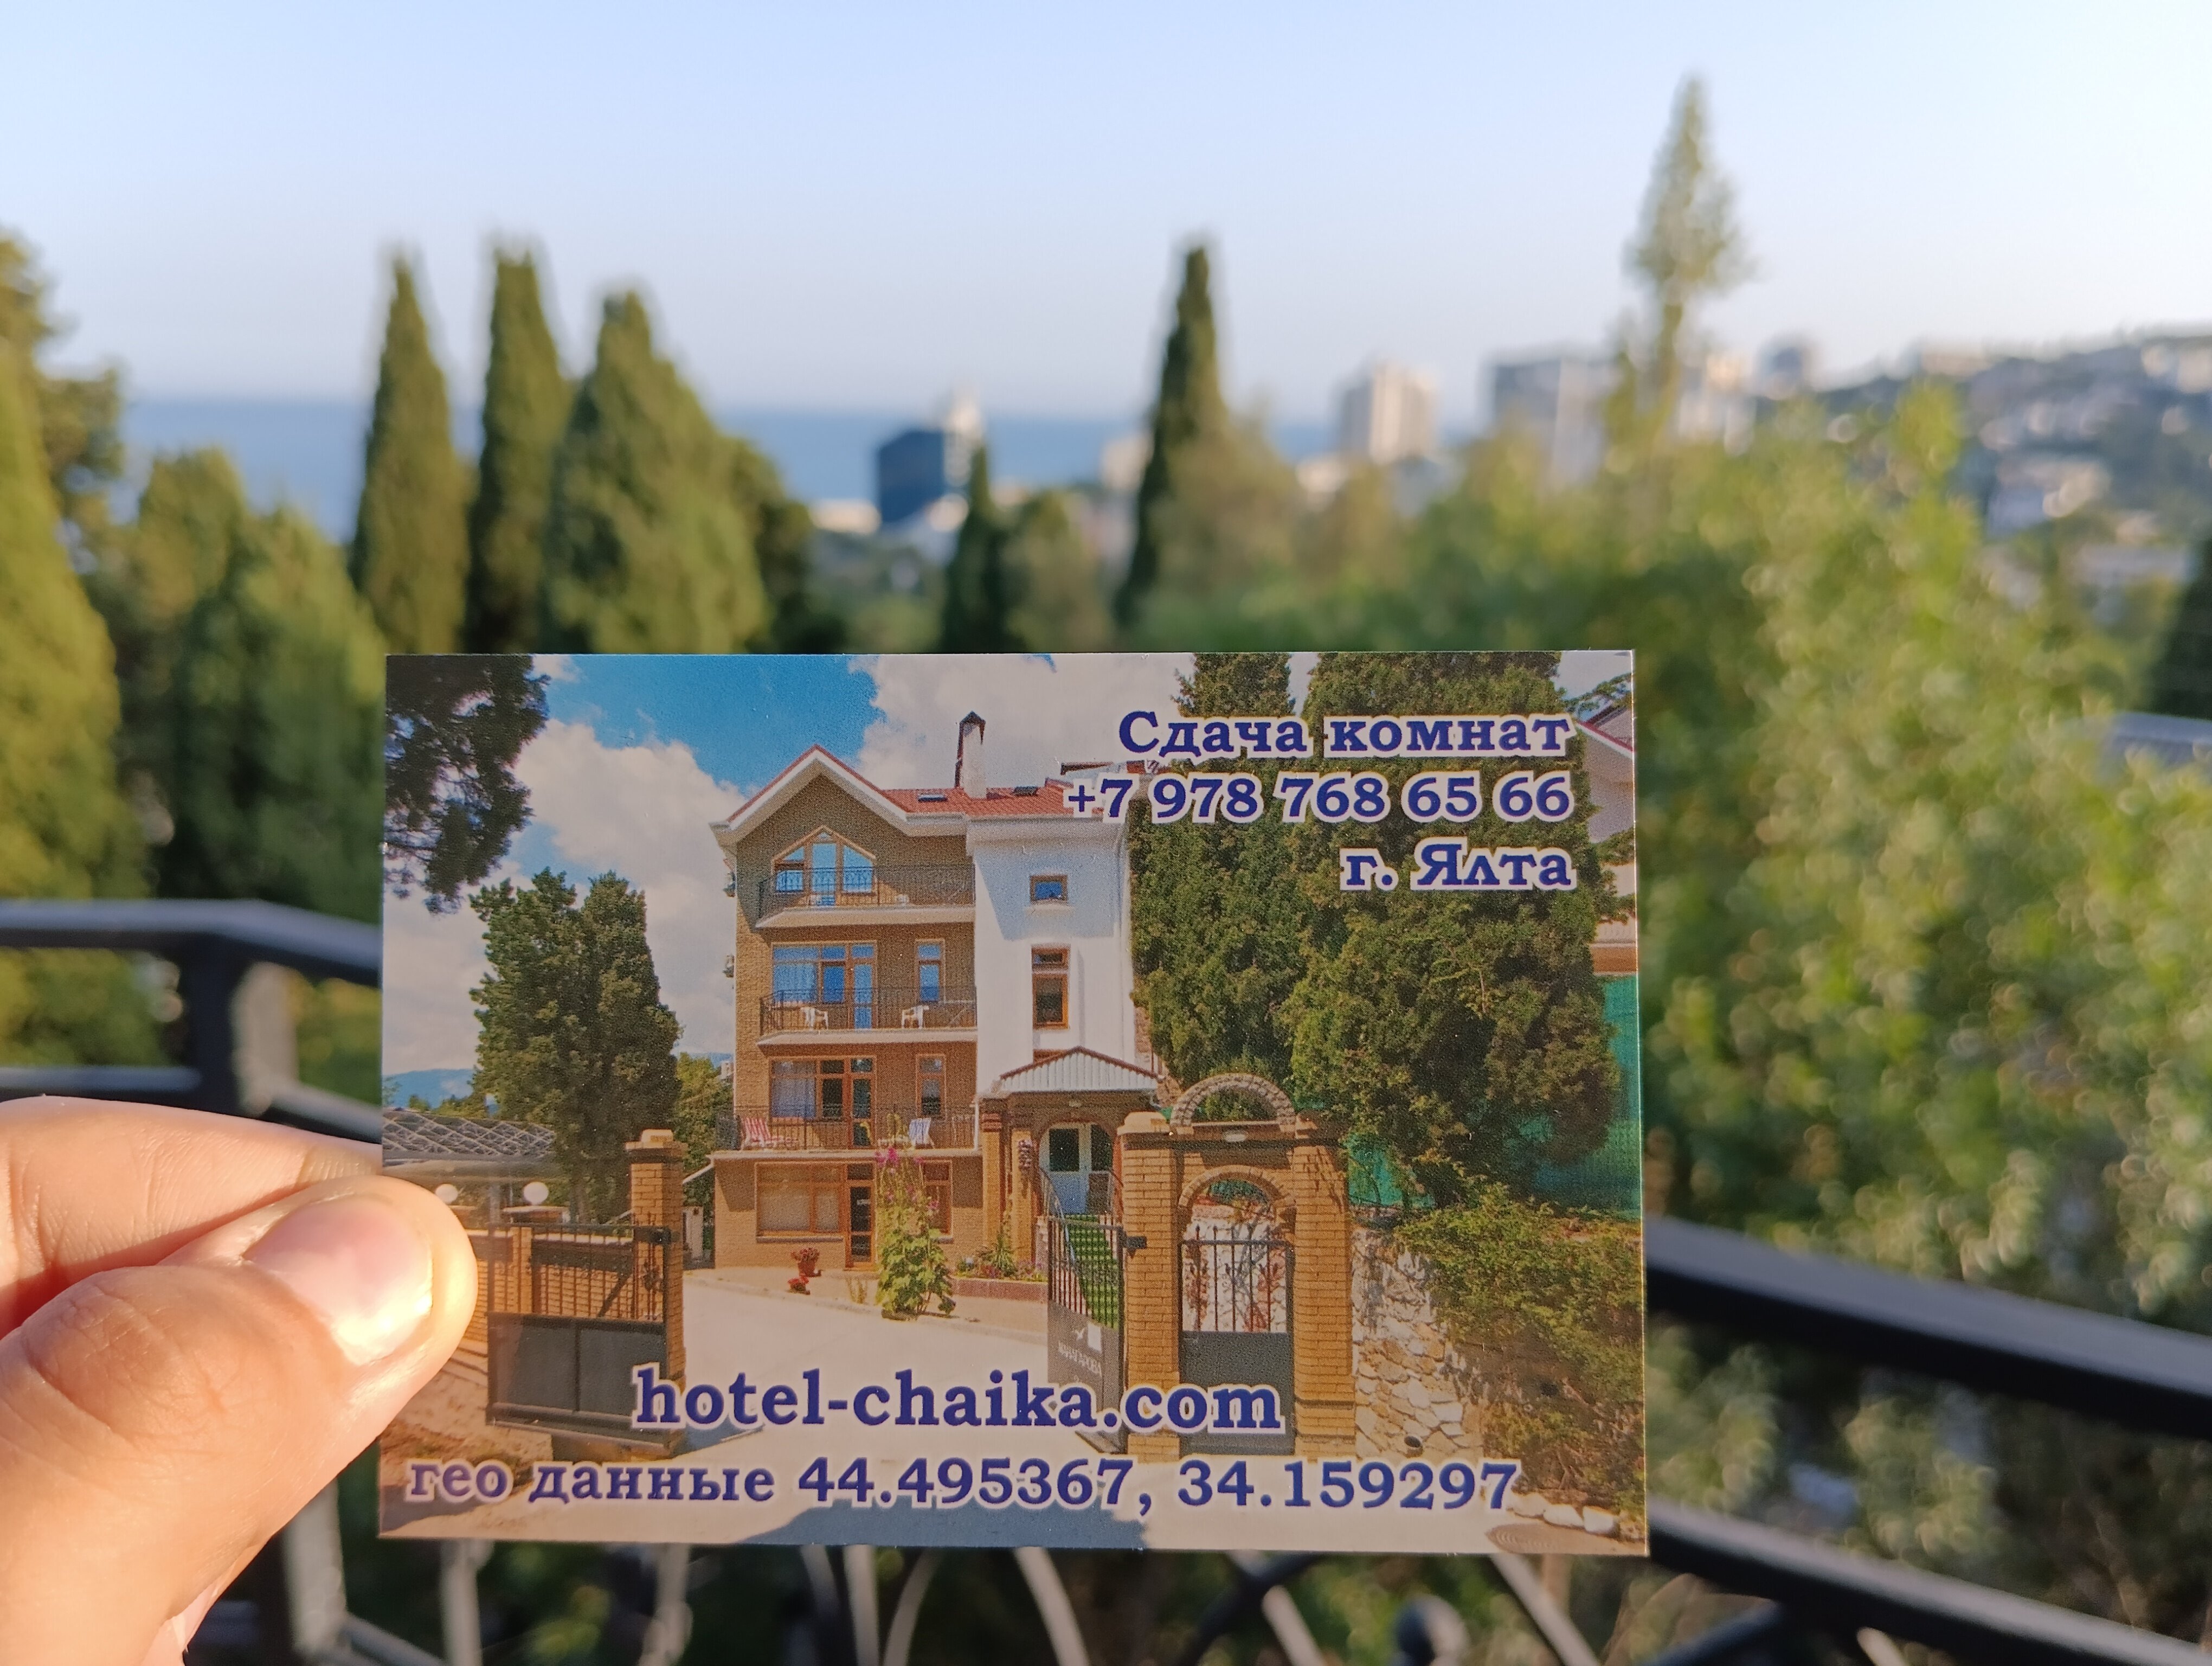 Сдача комнат
+7 978 768 65 66
г. Ялта
hotel-chaika.com
гео данные 44.495367, 34.159297